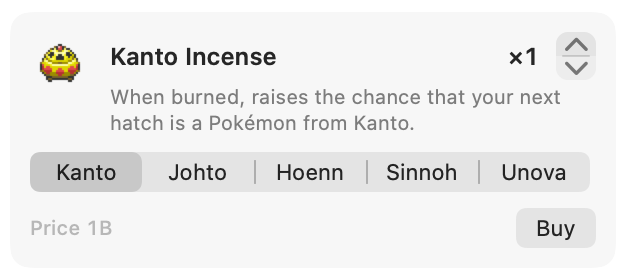 Kanto Incense ×1
When burned, raises the chance that your next
hatch is a Pokémon from Kanto.
Kanto Johto Hoenn Sinnoh Unova
Price 1B Buy